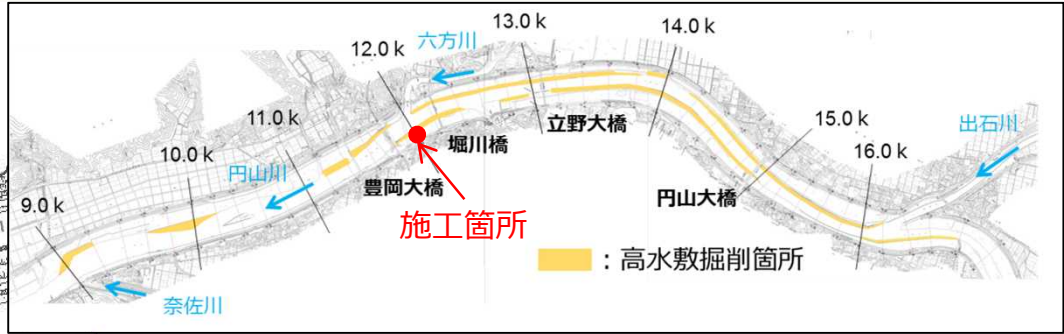 13.0 k
14.0 k
六方川
12.0 k
立野大橋
15.0 k
出石川
11.0 k
堀川橋
16.0 k
10.0 k
円山川
豊岡大橋
円山大橋
9.0 k
施工箇所
：高水敷掘削箇所
奈佐川